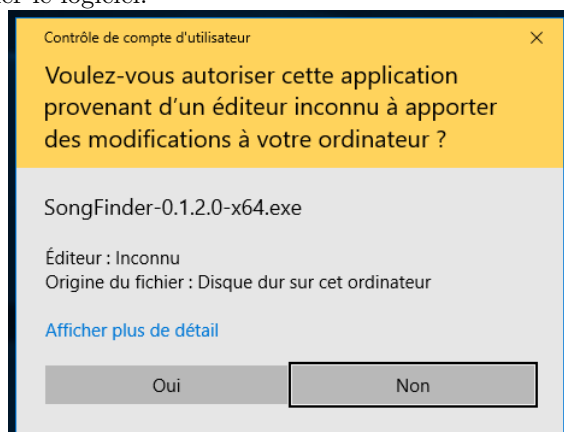 le logiciel.
Contrôle de compte d'utilisateur
Voulez-vous autoriser cette application
provenant d'un éditeur inconnu à apporter
des modifications à votre ordinateur ?
SongFinder-0.1.2.0-x64.exe
Éditeur : Inconnu
Origine du fichier : Disque dur sur cet ordinateur
Afficher plus de détail
Oui
Non